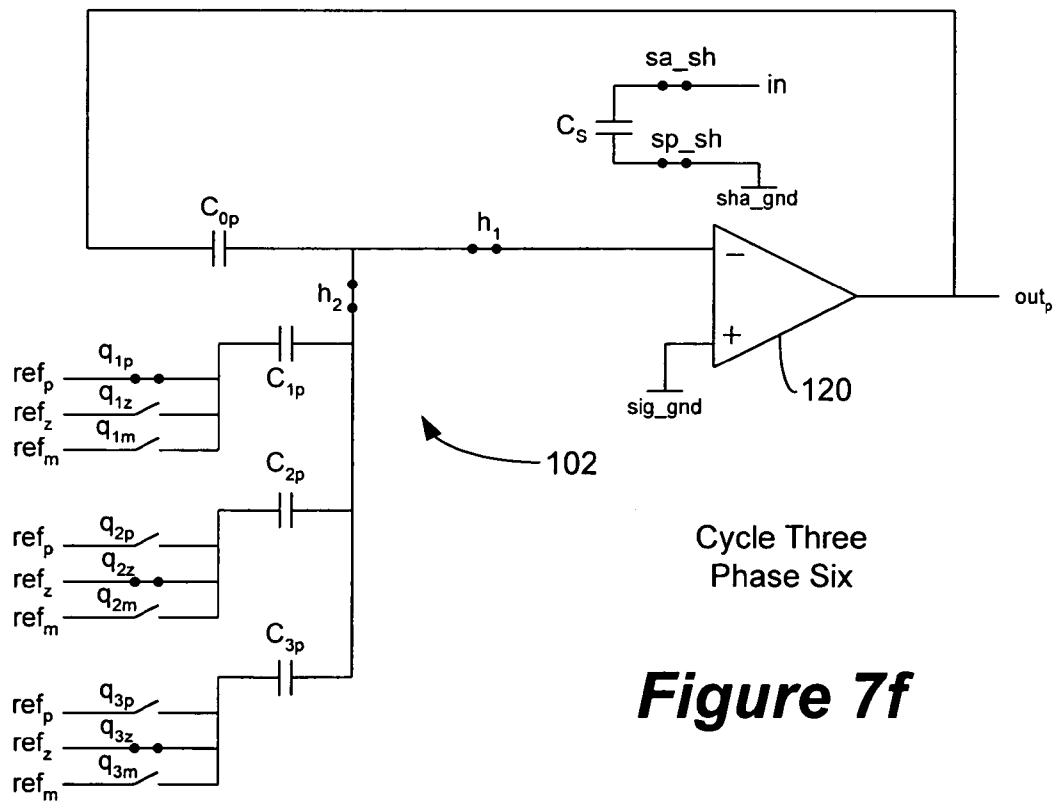 sa_sh
in
C_S
sp_sh
sha_gnd
C_0p
h_1
−
h_2
out_p
+
q_1p
ref_p
C_1p
120
q_1z
ref_z
sig_gnd
q_1m
ref_m
102
C_2p
q_2p
ref_p
Cycle Three
q_2z
ref_z
Phase Six
q_2m
ref_m
C_3p
q_3p
ref_p
Figure 7f
q_3z
ref_z
q_3m
ref_m